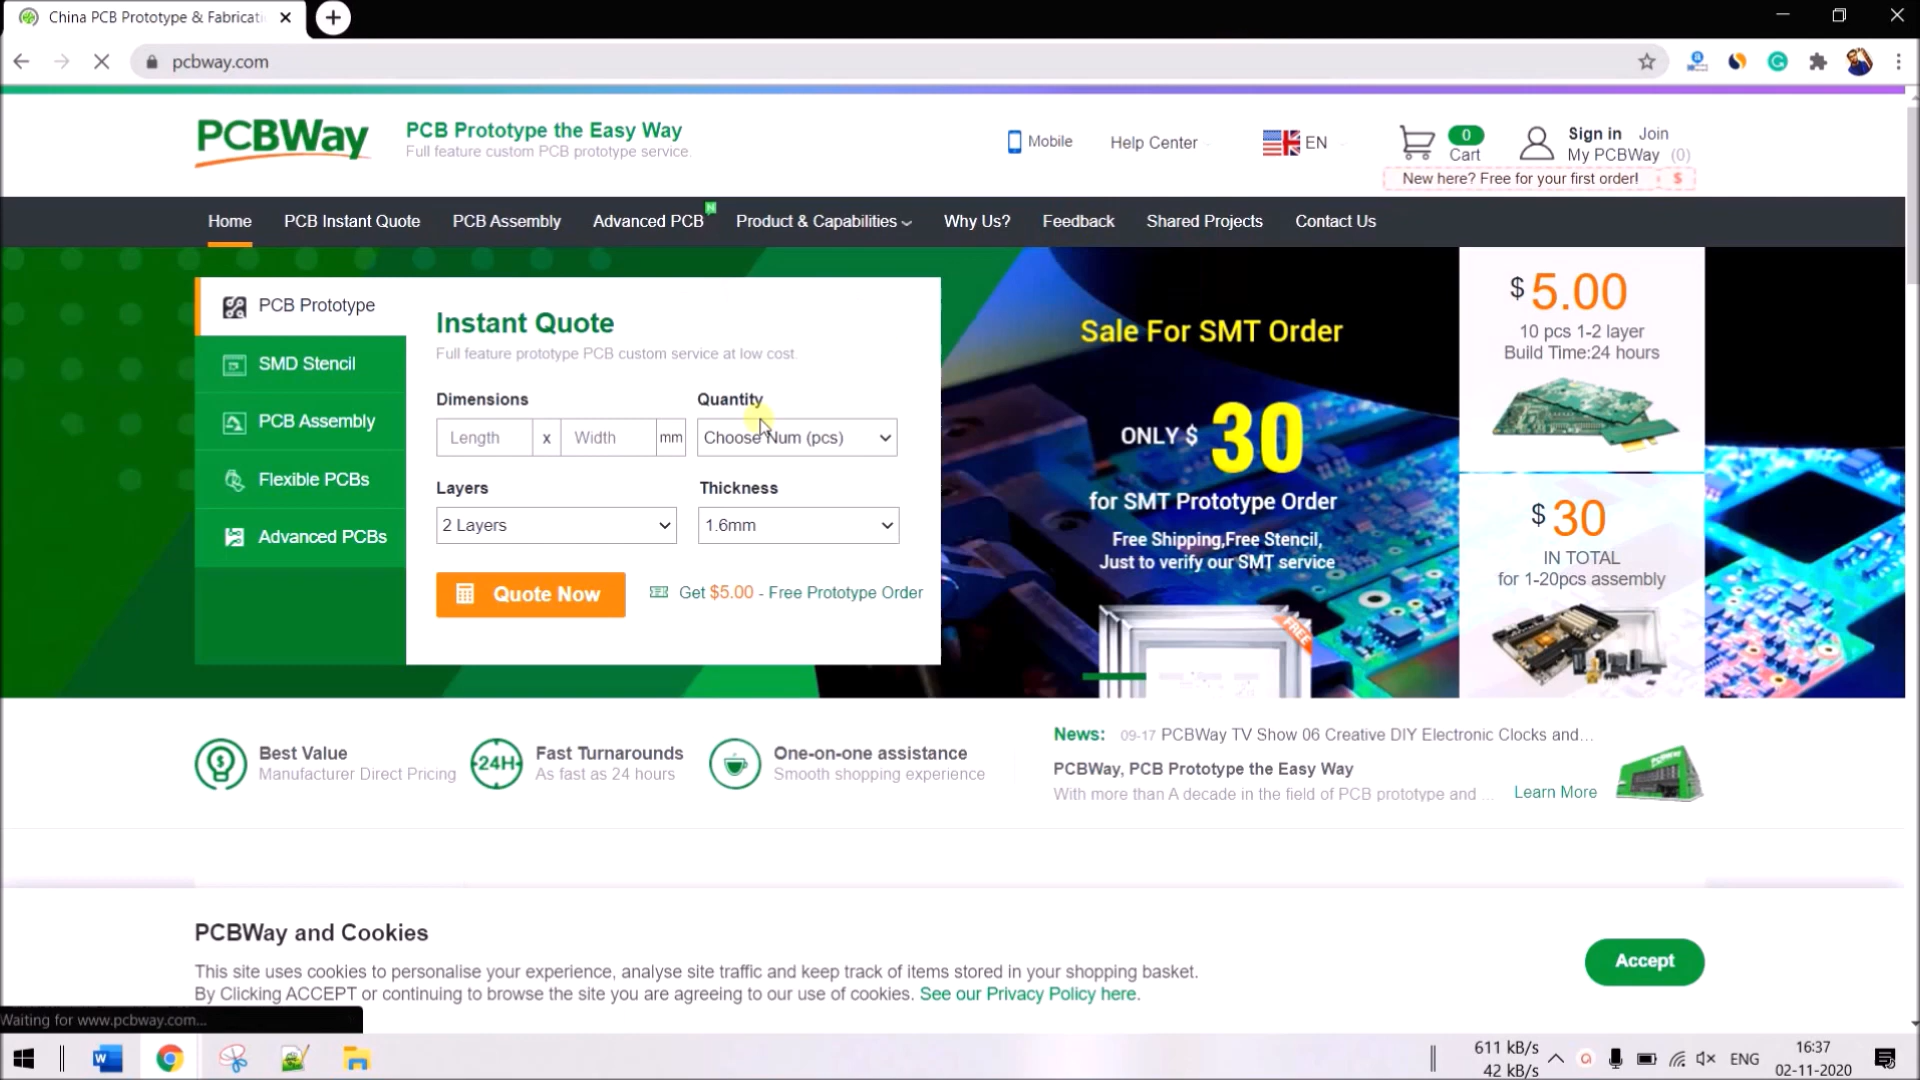 China PCB Prototype & Fabricati
pcbway.com
PCBWay
PCB Prototype the Easy Way
Full feature custom PCB prototype service.
Mobile
Help Center
EN
0
Cart
Sign in Join
My PCBWay (0)
New here? Free for your first order! $
Home
PCB Instant Quote
PCB Assembly
Advanced PCB
N
Product & Capabilities
Why Us?
Feedback
Shared Projects
Contact Us
PCB Prototype
SMD Stencil
PCB Assembly
Flexible PCBs
Advanced PCBs
Instant Quote
Full feature prototype PCB custom service at low cost.
Dimensions
Quantity
Length x Width mm
Choose Num (pcs)
Layers
Thickness
2 Layers
1.6mm
Quote Now
Get $5.00 - Free Prototype Order
Sale For SMT Order
ONLY $ 30
for SMT Prototype Order
Free Shipping,Free Stencil,
Just to verify our SMT service
FREE
$ 5.00
10 pcs 1-2 layer
Build Time:24 hours
$ 30
IN TOTAL
for 1-20pcs assembly
Best Value
Manufacturer Direct Pricing
24H
Fast Turnarounds
As fast as 24 hours
One-on-one assistance
Smooth shopping experience
News: 09-17 PCBWay TV Show 06 Creative DIY Electronic Clocks and...
PCBWay, PCB Prototype the Easy Way
With more than A decade in the field of PCB prototype and ...
Learn More
PCBWay and Cookies
This site uses cookies to personalise your experience, analyse site traffic and keep track of items stored in your shopping basket.
By Clicking ACCEPT or continuing to browse the site you are agreeing to our use of cookies. See our Privacy Policy here.
Accept
Waiting for www.pcbway.com...
611 kB/s
42 kB/s
ENG
16:37
02-11-2020